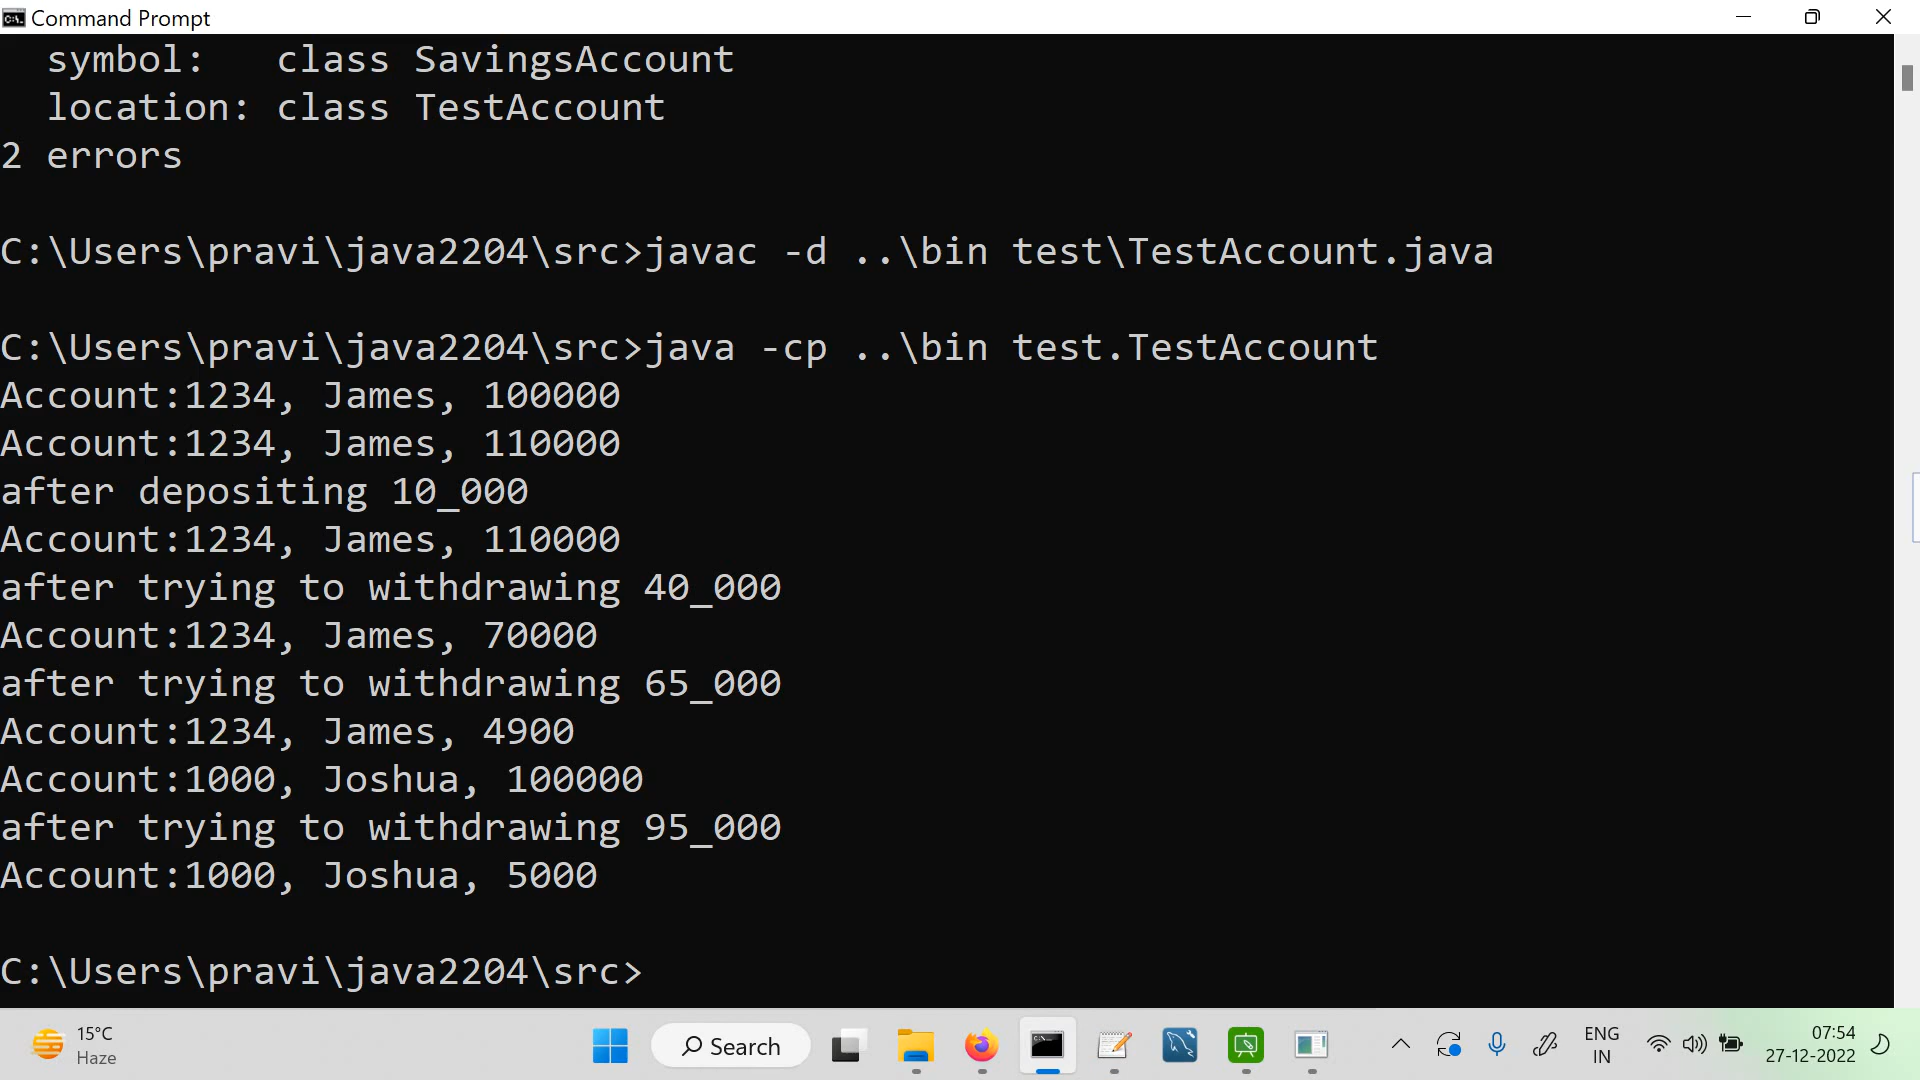 Command Prompt
  symbol:   class SavingsAccount
  location: class TestAccount
2 errors
C:\Users\pravi\java2204\src>javac -d ..\bin test\TestAccount.java
C:\Users\pravi\java2204\src>java -cp ..\bin test.TestAccount
Account:1234, James, 100000
Account:1234, James, 110000
after depositing 10_000
Account:1234, James, 110000
after trying to withdrawing 40_000
Account:1234, James, 70000
after trying to withdrawing 65_000
Account:1234, James, 4900
Account:1000, Joshua, 100000
after trying to withdrawing 95_000
Account:1000, Joshua, 5000
C:\Users\pravi\java2204\src>
15°C
Haze
Search
ENG
IN
07:54
27-12-2022